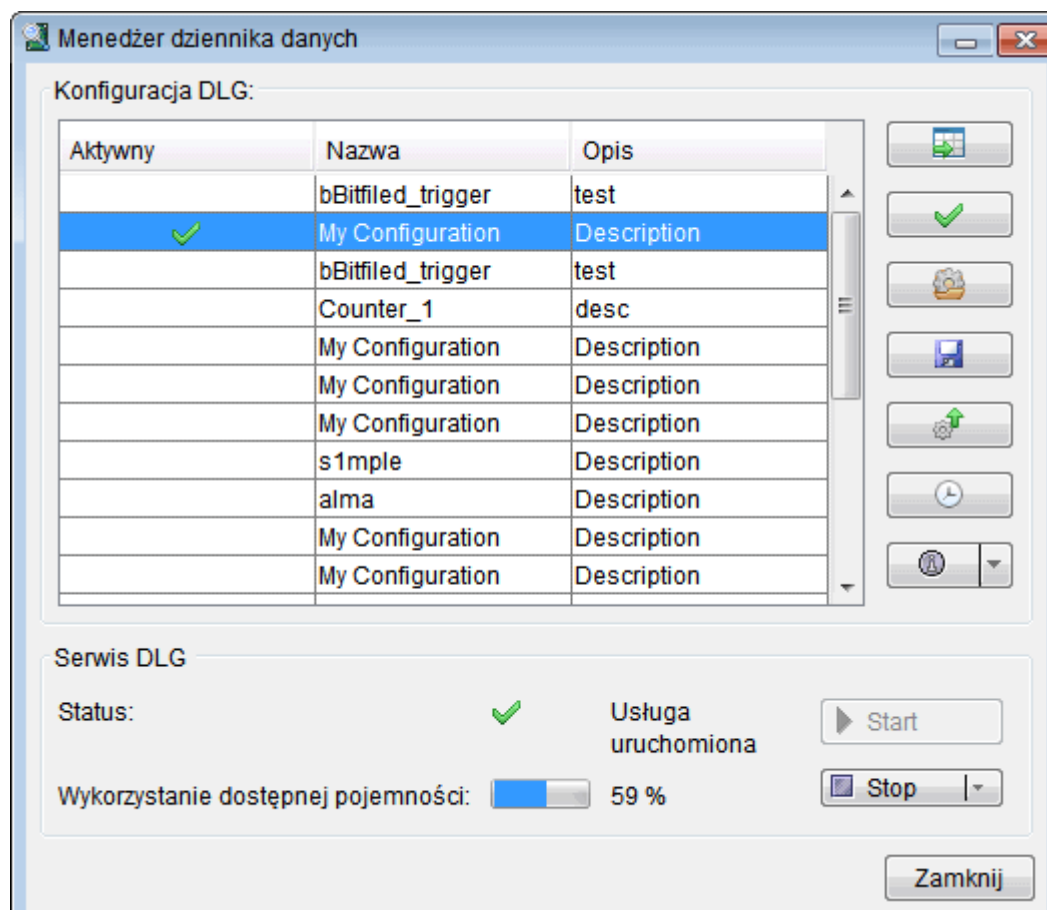 Menedżer dziennika danych
Konfiguracja DLG:
Aktywny Nazwa Opis
bBitfiled_trigger test
My Configuration Description
bBitfiled_trigger test
Counter_1 desc
My Configuration Description
My Configuration Description
My Configuration Description
s1mple Description
alma Description
My Configuration Description
My Configuration Description
Serwis DLG
Status: Usługa uruchomiona Start
Wykorzystanie dostępnej pojemności: 59 % Stop
Zamknij